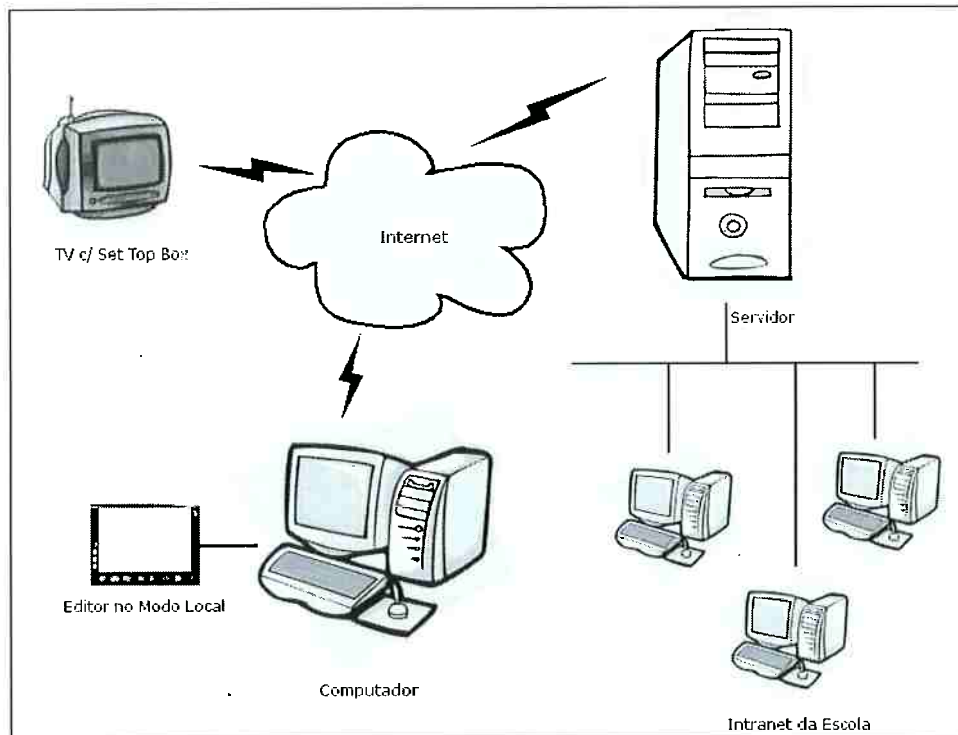 TV c/ Set Top Box
Internet
Servidor
Editor no Modo Local
Computador
Intranet da Escola